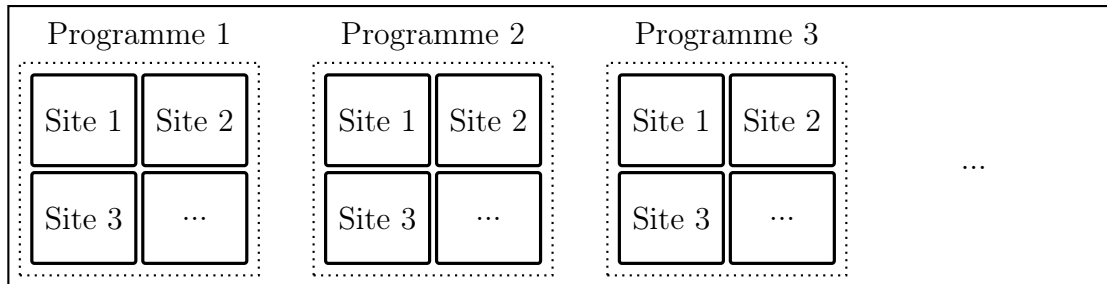 Programme 1 Programme 2 Programme 3
Site 1 Site 2 Site 1 Site 2 Site 1 Site 2
...
Site 3 ... Site 3 ... Site 3 ...